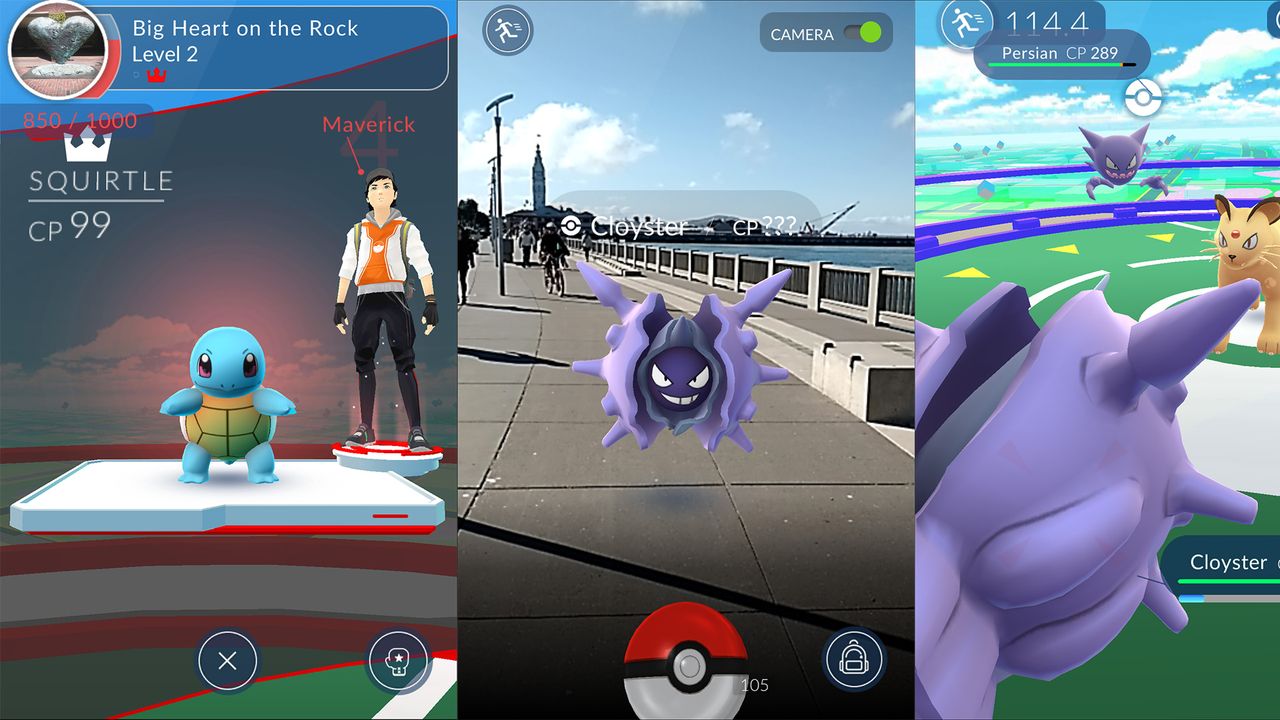 Big Heart on the Rock
Level 2
850 / 1000
4
Maverick
SQUIRTLE
CP 99
CAMERA
Cloyster CP ???
105
114.4
Persian CP 289
Cloyster